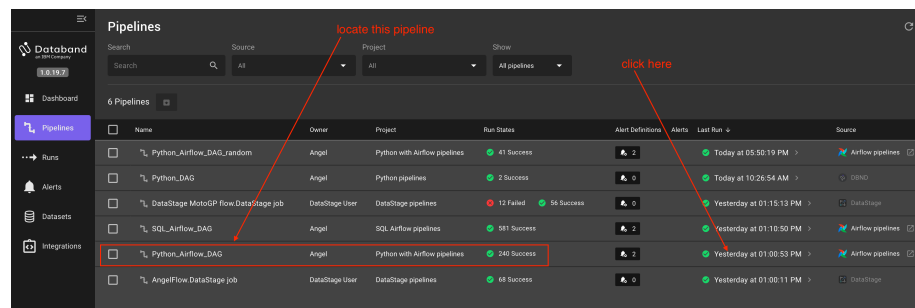 Pipelines
locate this pipeline
Databand
an IBM Company
1.0.19.7
Search Source Project Show
Search All All All pipelines
click here
Dashboard
6 Pipelines
Pipelines
Name Owner Project Run States Alert Definitions Alerts Last Run ↓ Source
Runs
Python_Airflow_DAG_random Angel Python with Airflow pipelines 41 Success 2 Today at 05:50:19 PM > Airflow pipelines
Python_DAG Angel Python pipelines 2 Success 0 Today at 10:26:54 AM > DBND
Alerts
DataStage MotoGP flow.DataStage job DataStage User DataStage pipelines 12 Failed 56 Success 0 Yesterday at 01:15:13 PM > DataStage
Datasets
SQL_Airflow_DAG Angel SQL Airflow pipelines 581 Success 2 Yesterday at 01:10:50 PM > Airflow pipelines
Integrations
Python_Airflow_DAG Angel Python with Airflow pipelines 240 Success 2 Yesterday at 01:00:53 PM > Airflow pipelines
AngelFlow.DataStage job DataStage User DataStage pipelines 68 Success 0 Yesterday at 01:00:11 PM > DataStage